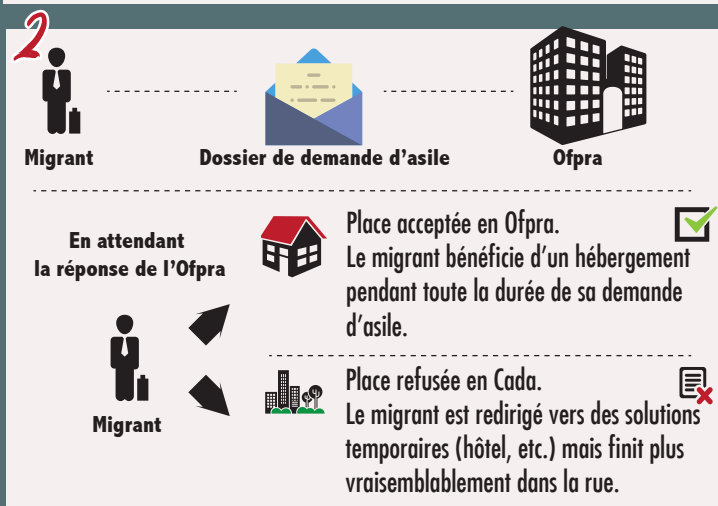 2
Migrant
Dossier de demande d'asile
Ofpra
En attendant
la réponse de l'Ofpra
Migrant
Place acceptée en Ofpra.
Le migrant bénéficie d'un hébergement
pendant toute la durée de sa demande
d'asile.
Place refusée en Cada.
Le migrant est redirigé vers des solutions
temporaires (hôtel, etc.) mais finit plus
vraisemblablement dans la rue.